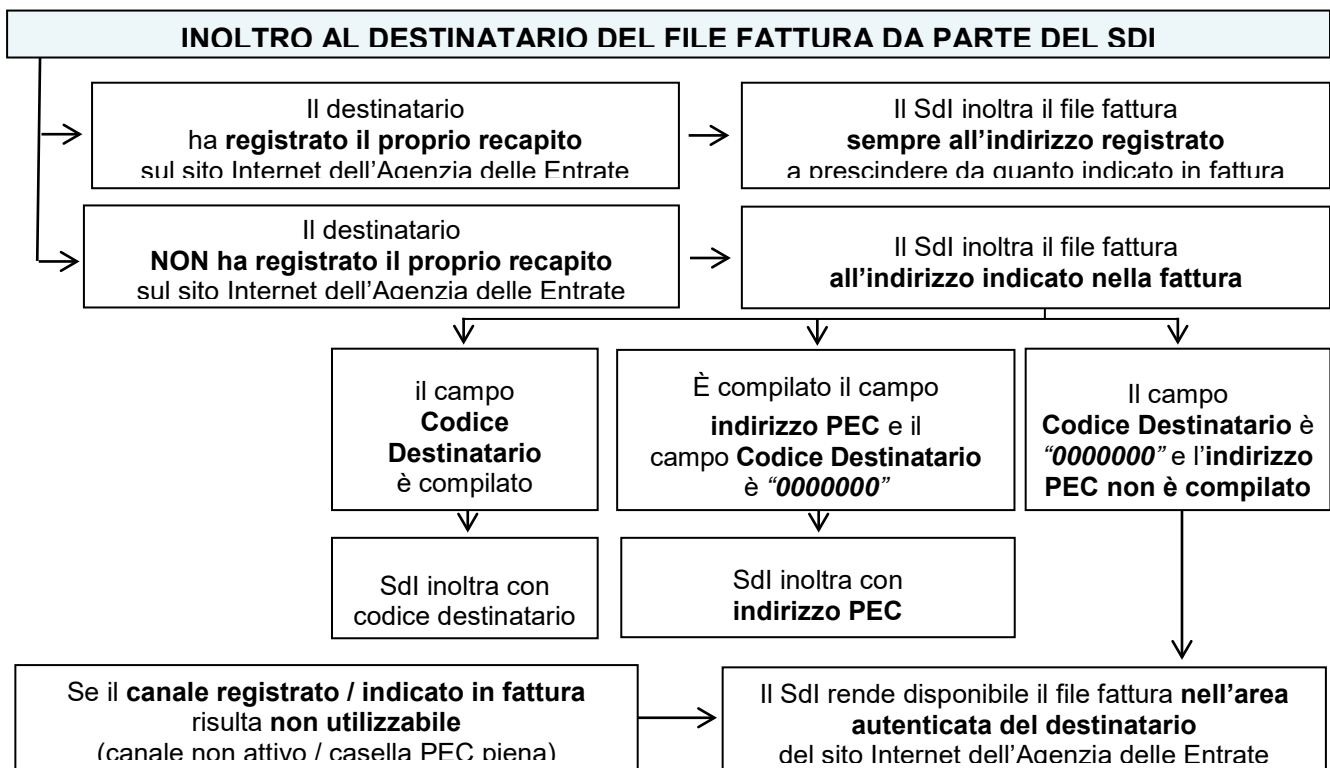 INOLTRO AL DESTINATARIO DEL FILE FATTURA DA PARTE DEL SDI
Il destinatario
ha registrato il proprio recapito
sul sito Internet dell’Agenzia delle Entrate
Il SdI inoltra il file fattura
sempre all’indirizzo registrato
a prescindere da quanto indicato in fattura
Il destinatario
NON ha registrato il proprio recapito
sul sito Internet dell’Agenzia delle Entrate
Il SdI inoltra il file fattura
all’indirizzo indicato nella fattura
il campo
Codice
Destinatario
è compilato
È compilato il campo
indirizzo PEC e il
campo Codice Destinatario
è “0000000”
Il campo
Codice Destinatario è
“0000000” e l’indirizzo
PEC non è compilato
SdI inoltra con
codice destinatario
SdI inoltra con
indirizzo PEC
Se il canale registrato / indicato in fattura
risulta non utilizzabile
(canale non attivo / casella PEC piena)
Il SdI rende disponibile il file fattura nell’area
autenticata del destinatario
del sito Internet dell’Agenzia delle Entrate